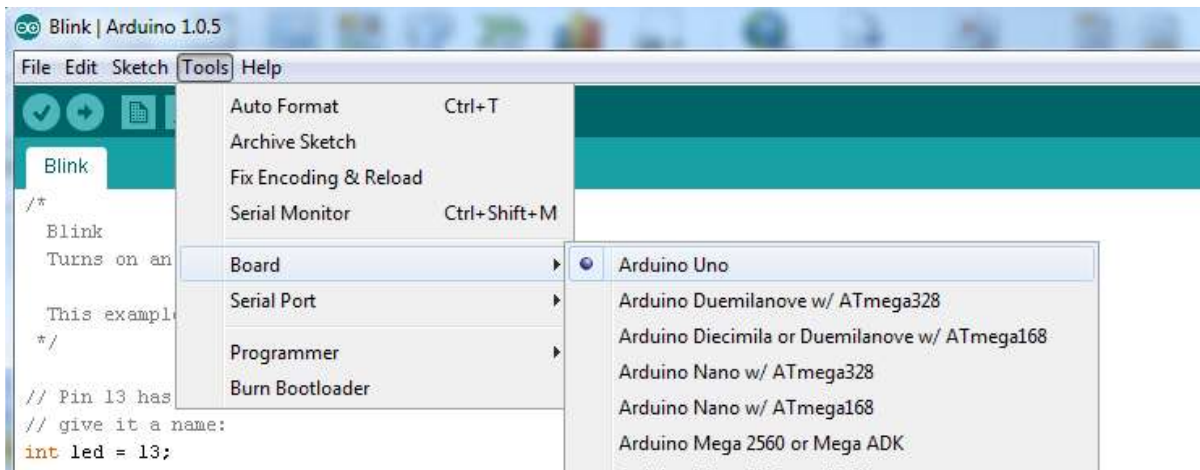 Blink | Arduino 1.0.5
File Edit Sketch Tools Help
Blink
Auto Format Ctrl+T
Archive Sketch
Fix Encoding & Reload
Serial Monitor Ctrl+Shift+M
Board
Serial Port
Programmer
Burn Bootloader
Arduino Uno
Arduino Duemilanove w/ ATmega328
Arduino Diecimila or Duemilanove w/ ATmega168
Arduino Nano w/ ATmega328
Arduino Nano w/ ATmega168
Arduino Mega 2560 or Mega ADK
/*
Blink
Turns on an
This exampl
*/
// Pin 13 has
// give it a name:
int led = 13;